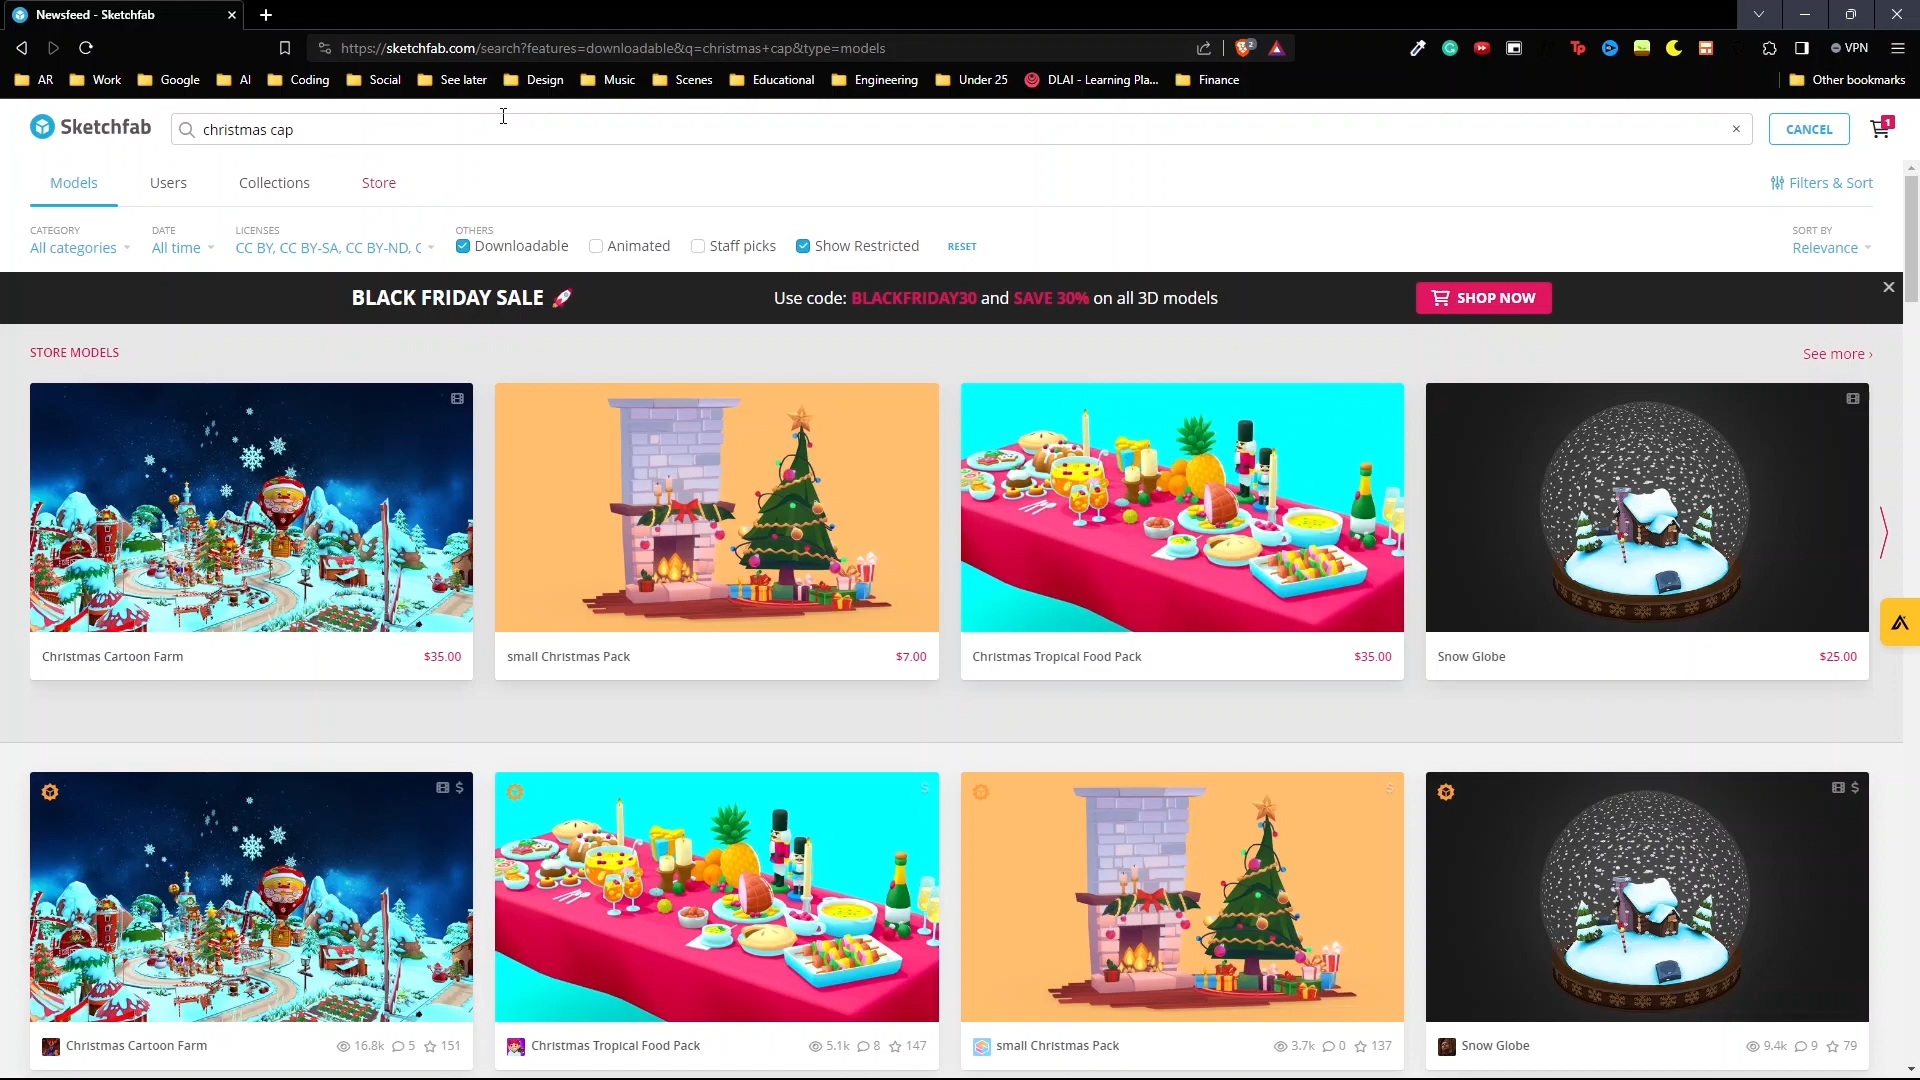 Newsfeed - Sketchfab
https://sketchfab.com/search?features=downloadable&q=christmas+cap&type=models
2
Tp
VPN
AR Work Google AI Coding Social See later Design Music Scenes Educational Engineering Under 25 DLAI - Learning Pla... Finance Other bookmarks
Sketchfab
christmas cap
CANCEL
1
Models Users Collections Store
Filters & Sort
CATEGORY DATE LICENSES OTHERS SORT BY
All categories All time CC BY, CC BY-SA, CC BY-ND, C Downloadable Animated Staff picks Show Restricted RESET Relevance
BLACK FRIDAY SALE 🚀 Use code: BLACKFRIDAY30 and SAVE 30% on all 3D models SHOP NOW
STORE MODELS See more ›
Christmas Cartoon Farm $35.00
small Christmas Pack $7.00
Christmas Tropical Food Pack $35.00
Snow Globe $25.00
$ $ $ $
Christmas Cartoon Farm 16.8k 5 151
Christmas Tropical Food Pack 5.1k 8 147
small Christmas Pack 3.7k 0 137
Snow Globe 9.4k 9 79